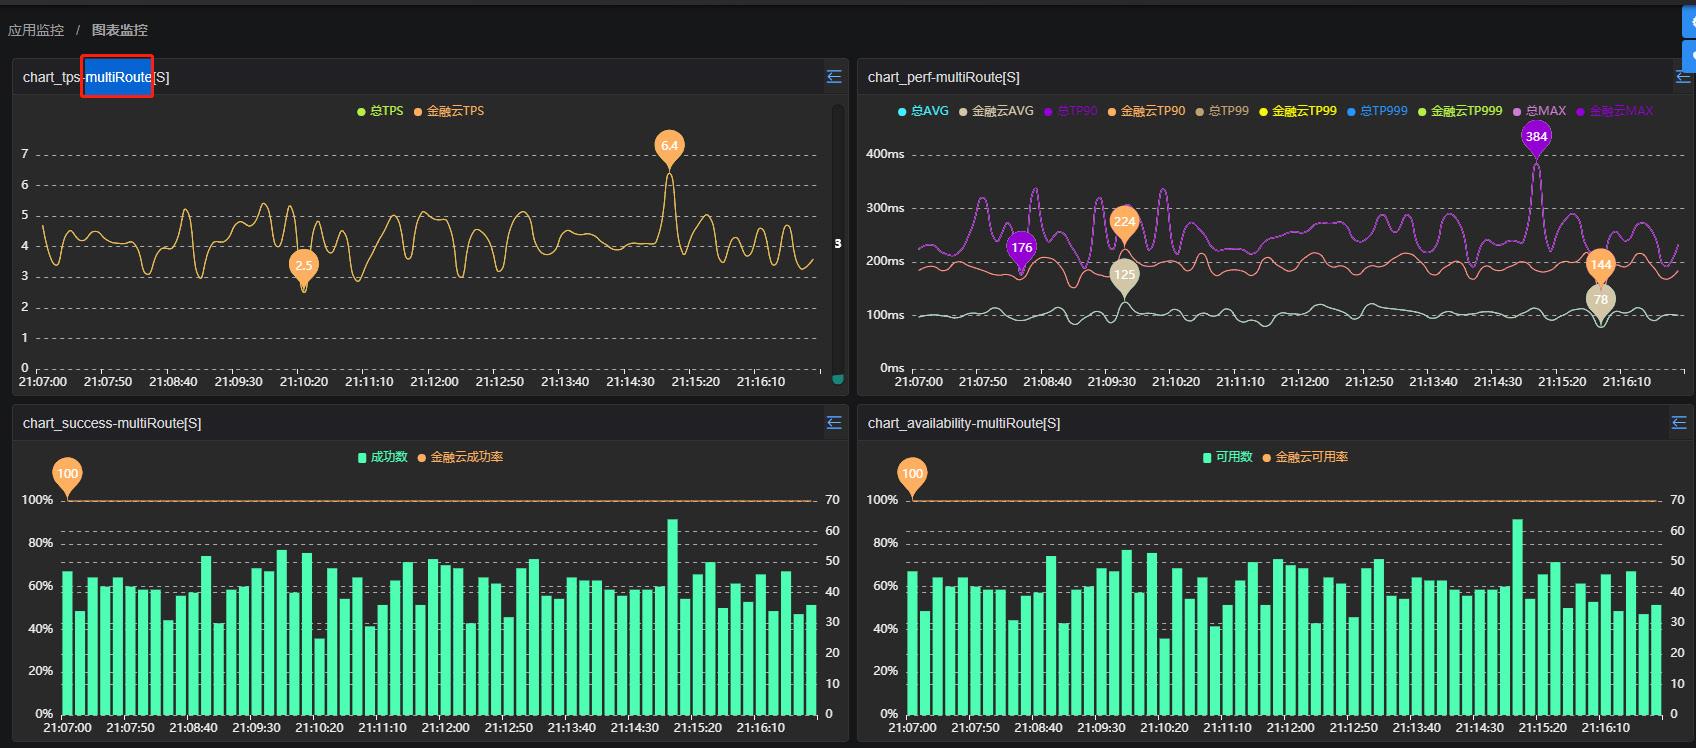 应用监控 / 图表监控
chart_tps-multiRoute[S]
总TPS 金融云TPS
7
6
5
4
3
2
1
0
6.4
2.5
3
21:07:00 21:07:50 21:08:40 21:09:30 21:10:20 21:11:10 21:12:00 21:12:50 21:13:40 21:14:30 21:15:20 21:16:10
chart_perf-multiRoute[S]
总AVG 金融云AVG 总TP90 金融云TP90 总TP99 金融云TP99 总TP999 金融云TP999 总MAX 金融云MAX
400ms
300ms
200ms
100ms
0ms
384
224
176
125
144
78
21:07:00 21:07:50 21:08:40 21:09:30 21:10:20 21:11:10 21:12:00 21:12:50 21:13:40 21:14:30 21:15:20 21:16:10
chart_success-multiRoute[S]
成功数 金融云成功率
100
100% 70
60
80% 50
60% 40
40% 30
20% 20
10
0% 0
21:07:00 21:07:50 21:08:40 21:09:30 21:10:20 21:11:10 21:12:00 21:12:50 21:13:40 21:14:30 21:15:20 21:16:10
chart_availability-multiRoute[S]
可用数 金融云可用率
100
100% 70
60
80% 50
60% 40
40% 30
20% 20
10
0% 0
21:07:00 21:07:50 21:08:40 21:09:30 21:10:20 21:11:10 21:12:00 21:12:50 21:13:40 21:14:30 21:15:20 21:16:10